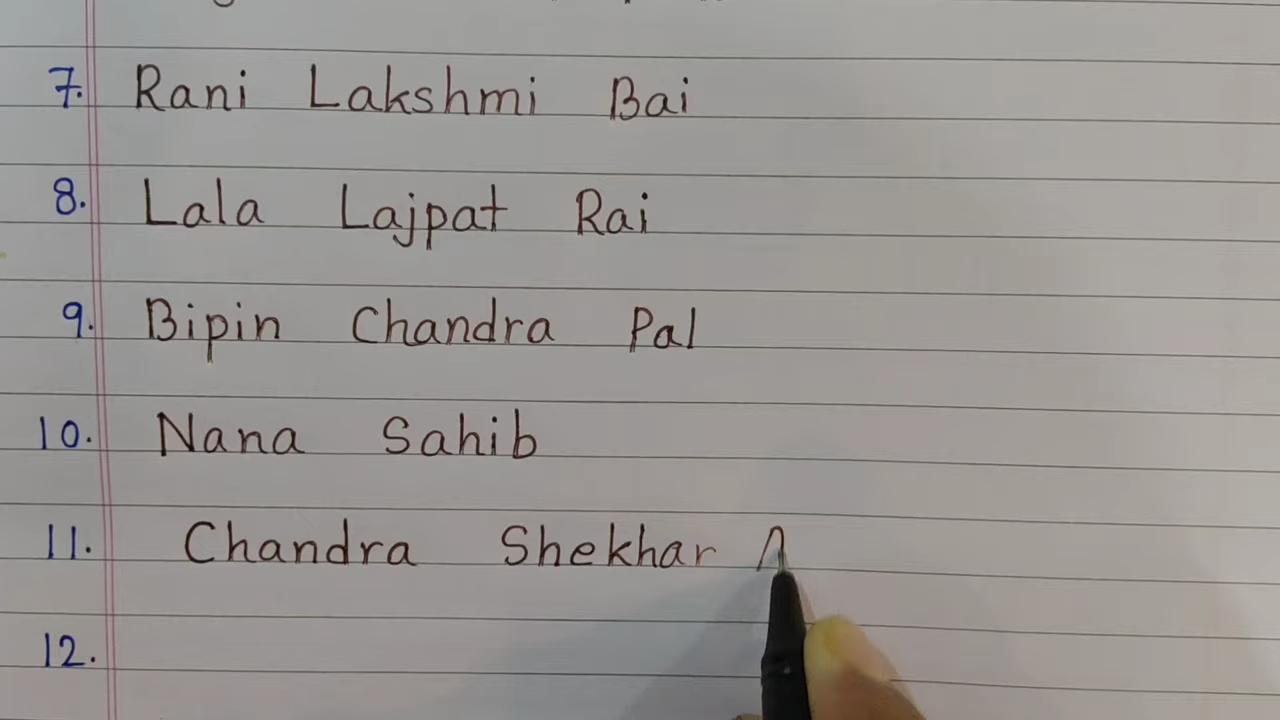 7. Rani Lakshmi Bai
8. Lala Lajpat Rai
9. Bipin Chandra Pal
10. Nana Sahib
11. Chandra Shekhar A
12.